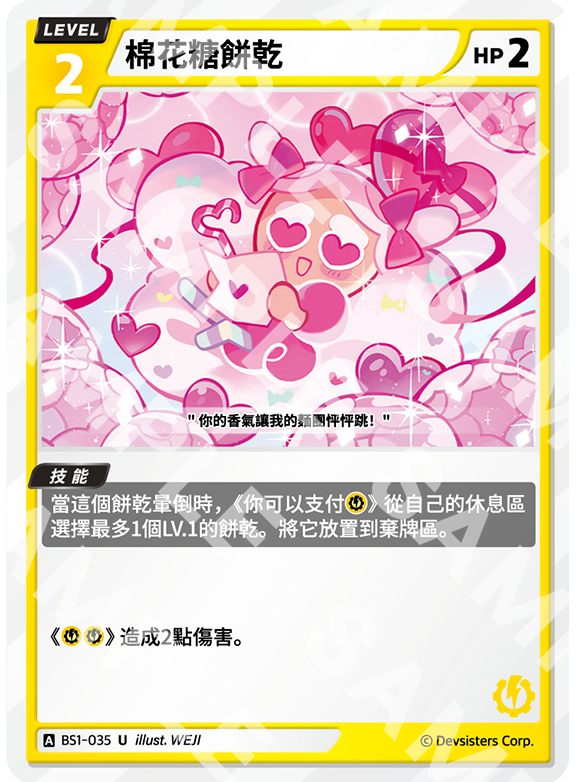 LEVEL
2
棉花糖餅乾
HP 2
" 你的香氣讓我的麵團怦怦跳！"
技能
當這個餅乾暈倒時，《你可以支付》從自己的休息區
選擇最多1個LV.1的餅乾。將它放置到棄牌區。
《》造成2點傷害。
A BS1-035 U illust. WEJI
© Devsisters Corp.
SAMPLE